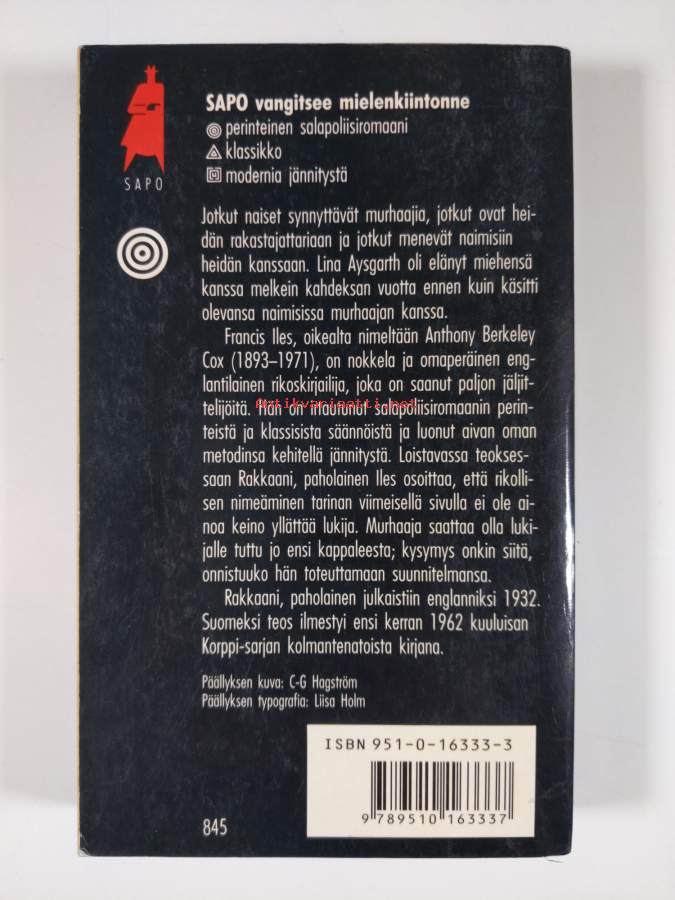 SAPO
SAPO vangitsee mielenkiintonne
perinteinen salapoliisiromaani
klassikko
modernia jännitystä
Jotkut naiset synnyttävät murhaajia, jotkut ovat hei-
dän rakastajattariaan ja jotkut menevät naimisiin
heidän kanssaan. Lina Aysgarth oli elänyt miehensä
kanssa melkein kahdeksan vuotta ennen kuin käsitti
olevansa naimisissa murhaajan kanssa.
Francis Iles, oikealta nimeltään Anthony Berkeley
Cox (1893–1971), on nokkela ja omaperäinen eng-
lantilainen rikoskirjailija, joka on saanut paljon jäljit-
telijöitä. Hän on irtautunut salapoliisiromaanin perin-
Antikvariaatti.net
teistä ja klassisista säännöistä ja luonut aivan oman
metodinsa kehitellä jännitystä. Loistavassa teokses-
saan Rakkaani, paholainen Iles osoittaa, että rikolli-
sen nimeäminen tarinan viimeisellä sivulla ei ole ai-
noa keino yllättää lukija. Murhaaja saattaa olla luki-
jalle tuttu jo ensi kappaleesta; kysymys onkin siitä,
onnistuuko hän toteuttamaan suunnitelmansa.
Rakkaani, paholainen julkaistiin englanniksi 1932.
Suomeksi teos ilmestyi ensi kerran 1962 kuuluisan
Korppi-sarjan kolmantenatoista kirjana.
Päällyksen kuva: C-G Hagström
Päällyksen typografia: Liisa Holm
ISBN 951-0-16333-3
9 789510 163337
845